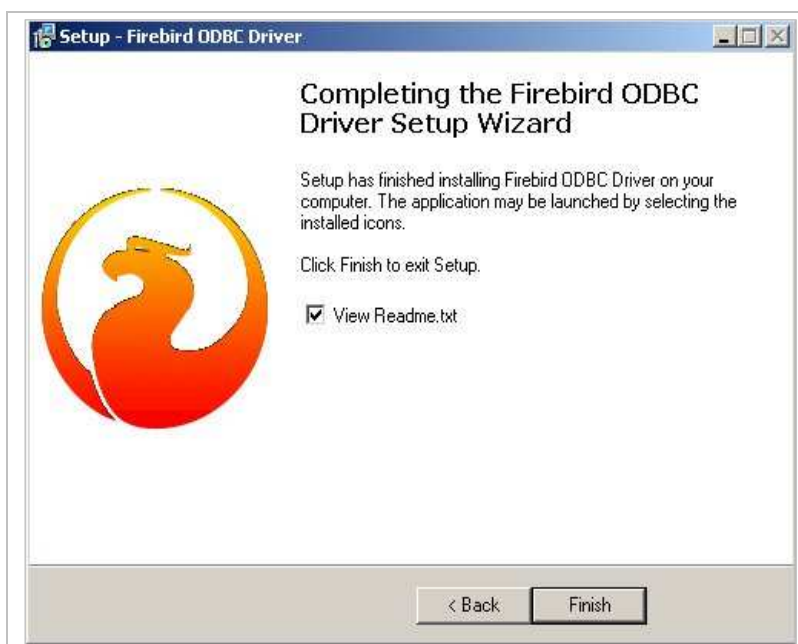 Setup - Firebird ODBC Driver
Completing the Firebird ODBC
Driver Setup Wizard
Setup has finished installing Firebird ODBC Driver on your
computer. The application may be launched by selecting the
installed icons.
Click Finish to exit Setup.
View Readme.txt
< Back
Finish